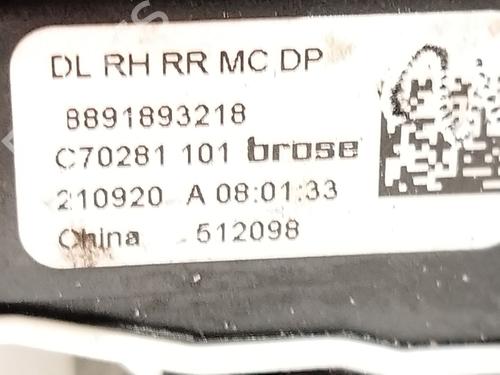 DL RH RR MC DP
8891893218
C70281 101 brose
210920 A 08:01:33
China 512098